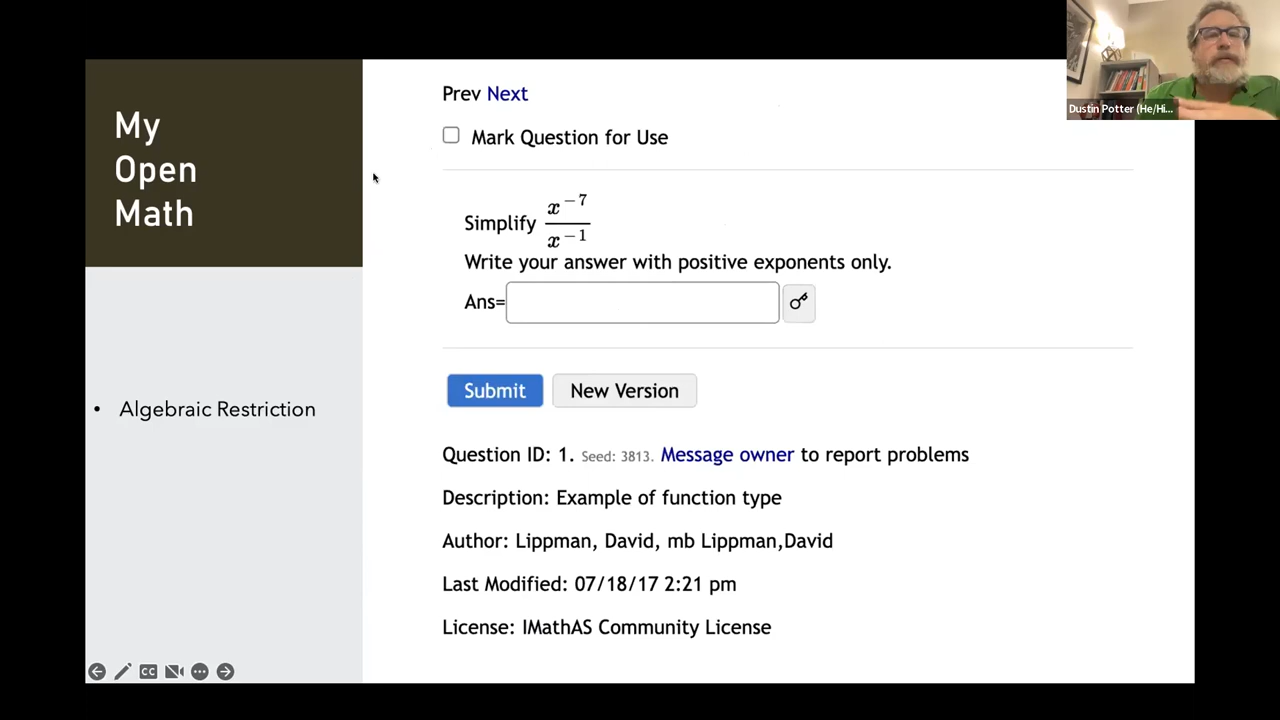 My
Open
Math
• Algebraic Restriction
Prev Next
Mark Question for Use
Simplify x^{-7}/x^{-1}
Write your answer with positive exponents only.
Ans=
Submit
New Version
Question ID: 1. Seed: 3813. Message owner to report problems
Description: Example of function type
Author: Lippman, David, mb Lippman,David
Last Modified: 07/18/17 2:21 pm
License: IMathAS Community License
Dustin Potter (He/Hi...
CC